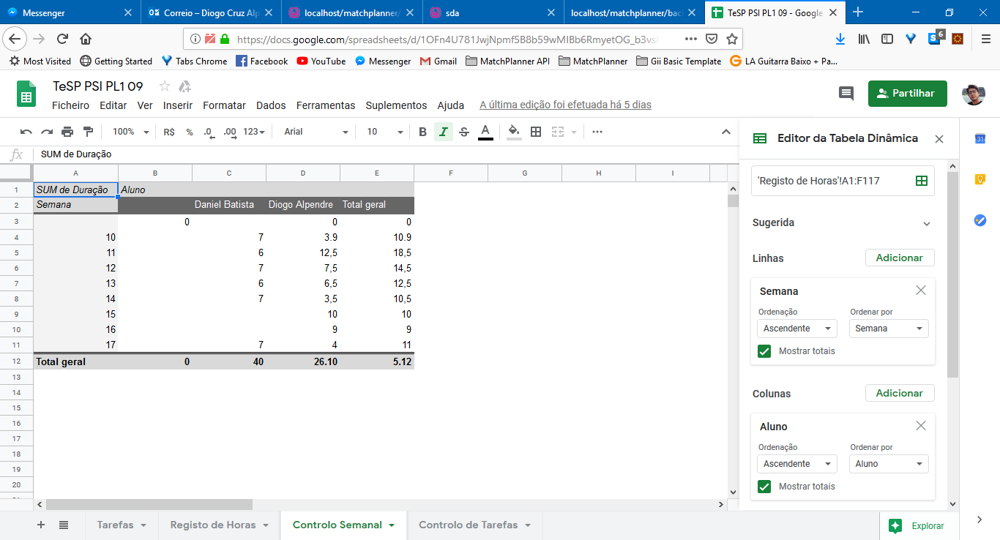 Messenger
Correio – Diogo Cruz Alp
localhost/matchplanner/
sda
localhost/matchplanner/bac
TeSP PSI PL1 09 - Google
https://docs.google.com/spreadsheets/d/1OFn4U781JwjNpmf5B8b59wMIBb6RmyetOG_b3vs
6
Most Visited Getting Started Tabs Chrome Facebook YouTube Messenger Gmail MatchPlanner API MatchPlanner Gii Basic Template LA Guitarra Baixo + Pa...
TeSP PSI PL1 09
Partilhar
Ficheiro Editar Ver Inserir Formatar Dados Ferramentas Suplementos Ajuda A última edição foi efetuada há 5 dias
100% R$ % .0 .00 123 Arial 10 B I S A
Editor da Tabela Dinâmica
31
fx SUM de Duração
A B C D E F G H I
'Registo de Horas'!A1:F117
1 SUM de Duração Aluno
2 Semana Daniel Batista Diogo Alpendre Total geral
3 0 0 0
4 10 7 3.9 10.9
5 11 6 12,5 18,5
6 12 7 7,5 14,5
7 13 6 6,5 12,5
8 14 7 3,5 10,5
9 15 10 10
10 16 9 9
11 17 7 4 11
12 Total geral 0 40 26.10 5.12
13
14
15
16
17
18
19
20
Sugerida
Linhas Adicionar
Semana
Ordenação Ordenar por
Ascendente Semana
Mostrar totais
Colunas Adicionar
Aluno
Ordenação Ordenar por
Ascendente Aluno
Mostrar totais
Tarefas Registo de Horas Controlo Semanal Controlo de Tarefas
Explorar